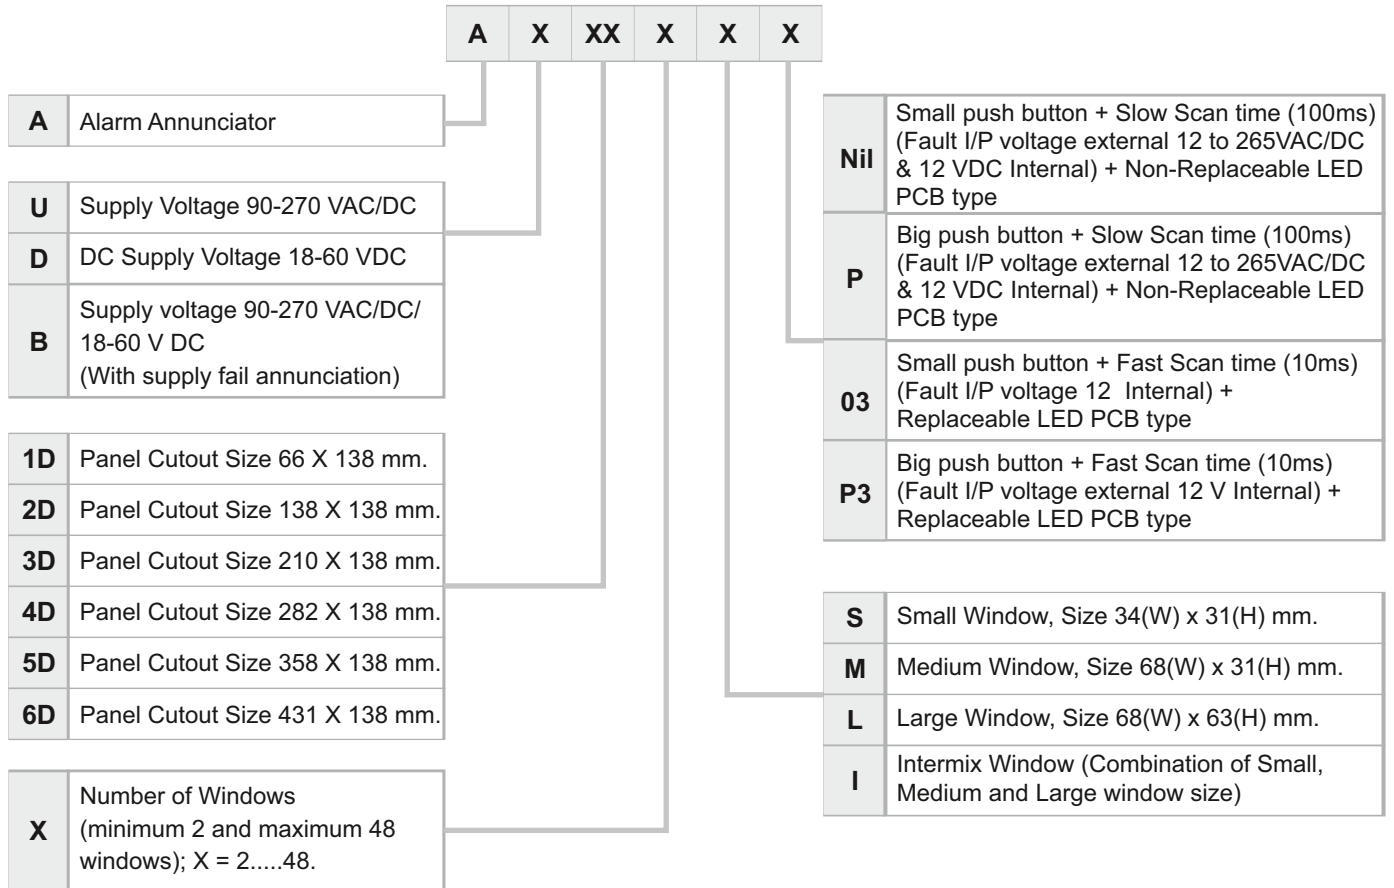 A X XX X X X
A Alarm Annunciator
U Supply Voltage 90-270 VAC/DC
D DC Supply Voltage 18-60 VDC
B Supply voltage 90-270 VAC/DC/
18-60 V DC
(With supply fail annunciation)
1D Panel Cutout Size 66 X 138 mm.
2D Panel Cutout Size 138 X 138 mm.
3D Panel Cutout Size 210 X 138 mm.
4D Panel Cutout Size 282 X 138 mm.
5D Panel Cutout Size 358 X 138 mm.
6D Panel Cutout Size 431 X 138 mm.
X Number of Windows
(minimum 2 and maximum 48
windows); X = 2.....48.
Nil Small push button + Slow Scan time (100ms)
(Fault I/P voltage external 12 to 265VAC/DC
& 12 VDC Internal) + Non-Replaceable LED
PCB type
P Big push button + Slow Scan time (100ms)
(Fault I/P voltage external 12 to 265VAC/DC
& 12 VDC Internal) + Non-Replaceable LED
PCB type
03 Small push button + Fast Scan time (10ms)
(Fault I/P voltage 12 Internal) +
Replaceable LED PCB type
P3 Big push button + Fast Scan time (10ms)
(Fault I/P voltage external 12 V Internal) +
Replaceable LED PCB type
S Small Window, Size 34(W) x 31(H) mm.
M Medium Window, Size 68(W) x 31(H) mm.
L Large Window, Size 68(W) x 63(H) mm.
I Intermix Window (Combination of Small,
Medium and Large window size)